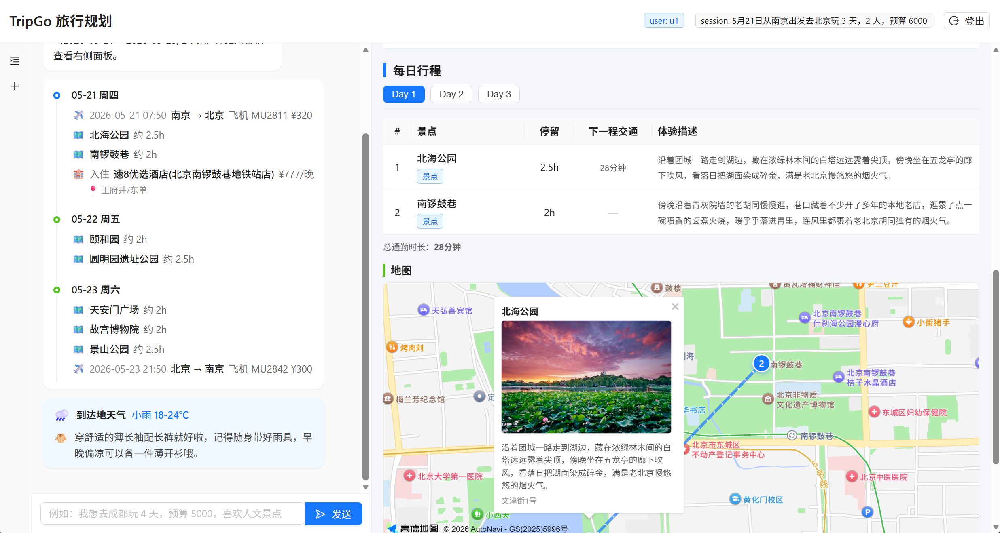 TripGo 旅行规划
user: u1
session: 5月21日从南京出发去北京玩 3 天，2 人，预算 6000
登出
查看右侧面板。
05-21 周四
2026-05-21 07:50 南京 → 北京 飞机 MU2811 ¥320
北海公园 约 2.5h
南锣鼓巷 约 2h
入住 速8优选酒店(北京南锣鼓巷地铁站店) ¥777/晚
王府井/东单
05-22 周五
颐和园 约 2h
圆明园遗址公园 约 2.5h
05-23 周六
天安门广场 约 2h
故宫博物院 约 2h
景山公园 约 2.5h
2026-05-23 21:50 北京 → 南京 飞机 MU2842 ¥300
到达地天气 小雨 18-24℃
穿舒适的薄长袖配长裤就好啦，记得随身带好雨具，早
晚偏凉可以备一件薄开衫哦。
例如：我想去成都玩 4 天，预算 5000，喜欢人文景点
发送
每日行程
Day 1
Day 2
Day 3
# 景点 停留 下一程交通 体验描述
1
北海公园
景点
2.5h
28分钟
沿着团城一路走到湖边，藏在浓绿林木间的白塔远远露着尖顶，傍晚坐在五龙亭的廊
下吹风，看落日把湖面染成碎金，满是老北京慢悠悠的烟火气。
2
南锣鼓巷
景点
2h
—
傍晚沿着青灰院墙的老胡同慢慢逛，巷口藏着不少开了多年的本地老店，逛累了点一
碗喷香的卤煮火烧，暖乎乎落进胃里，连风里都裹着老北京胡同独有的烟火气。
总通勤时长：28分钟
地图
鼓楼
黄瓦增福财神庙
尹三豆汁
天弘善宾馆
北京南锣鼓巷
什刹海公园漫心府
小街猪手
烤肉刘
刂海
2
南锣鼓巷
北京南锣鼓巷
桔子水晶酒店
梅兰芳纪念馆
定
北京非物质
文化遗产博物馆
华书店
东城区妇幼保健院
南锣鼓巷
北京市东城区
不动产登记事务中心
6号线
北京大学第一医院
北京中医医院
黄化门校区
P
小西天
北海公园
沿着团城一路走到湖边，藏在浓绿林木间的白
塔远远露着尖顶，傍晚坐在五龙亭的廊下吹
风，看落日把湖面染成碎金，满是老北京慢悠
悠的烟火气。
文津街1号
高德地图 © 2026 AutoNavi - GS(2025)5996号